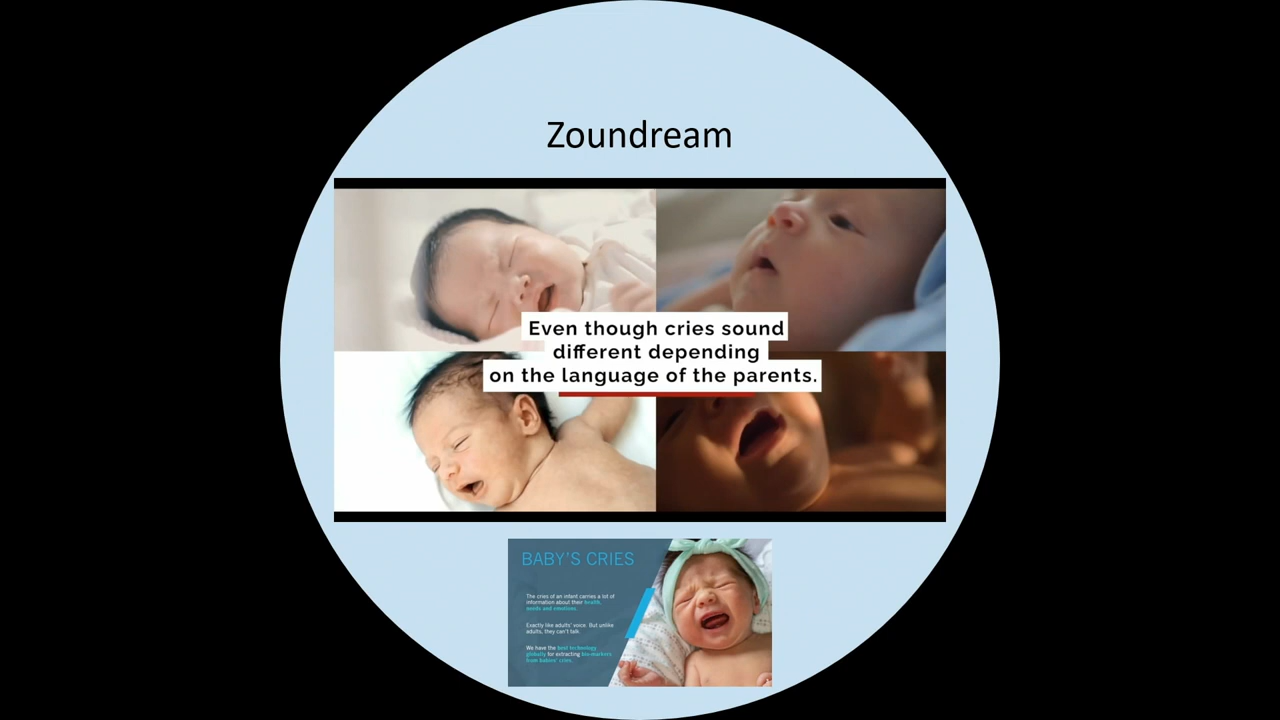 Zoundream
Even though cries sound
different depending
on the language of the parents.
BABY'S CRIES
The cries of an infant carries a lot of
information about their health,
needs and emotions.
Exactly like adults' voice. But unlike
adults, they can't talk.
We have the best technology
globally for extracting bio-markers
from babies' cries.